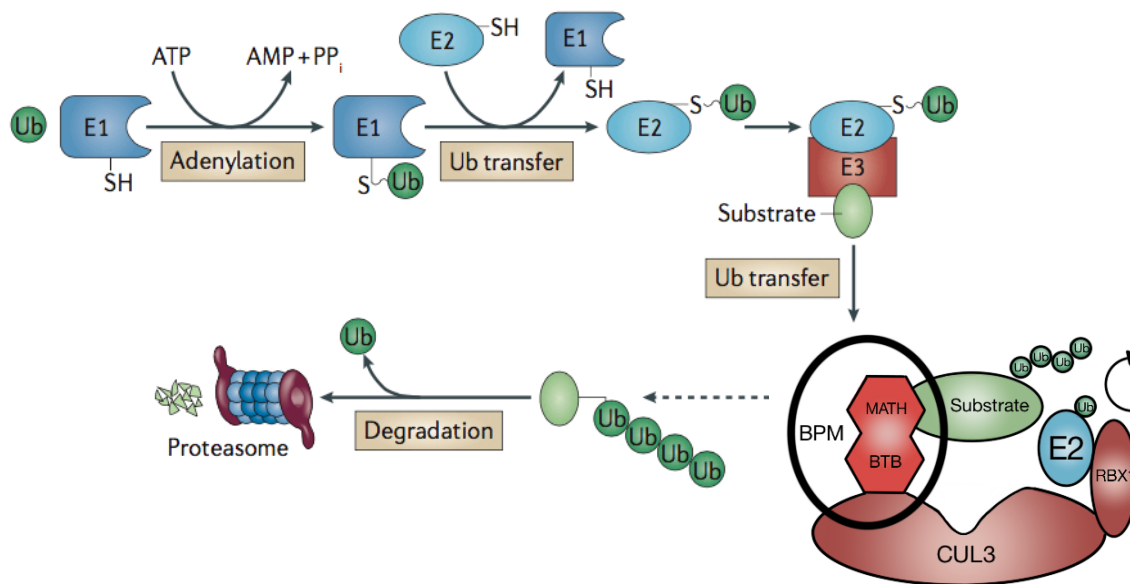 E2
SH
E1
SH
ATP
AMP + PPi
Ub
E1
SH
Adenylation
E1
S
Ub
Ub transfer
E2
S
Ub
E2
S
Ub
E3
Substrate
Ub transfer
Ub
Proteasome
Degradation
Ub
Ub
Ub
Ub
BPM
MATH
BTB
Substrate
Ub
Ub
Ub
Ub
Ub
E2
RBX
CUL3